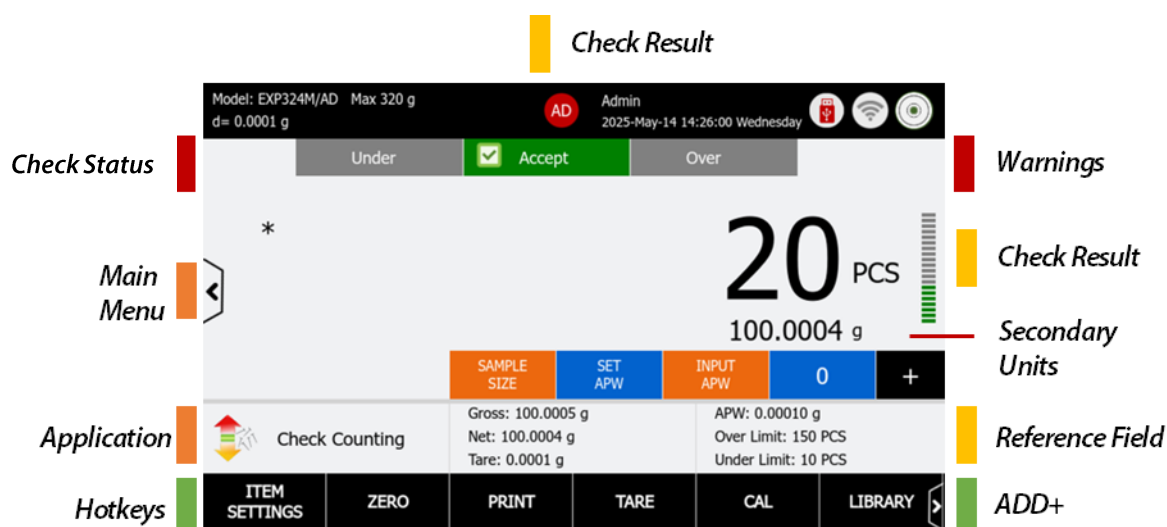 Check Result
Model: EXP324M/AD Max 320 g
d= 0.0001 g
AD
Admin
2025-May-14 14:26:00 Wednesday
Check Status
Under
Accept
Over
Warnings
*
20 PCS
Check Result
Main
Menu
100.0004 g
Secondary
Units
SAMPLE
SIZE
SET
APW
INPUT
APW
0
+
Application
Check Counting
Gross: 100.0005 g
Net: 100.0004 g
Tare: 0.0001 g
APW: 0.00010 g
Over Limit: 150 PCS
Under Limit: 10 PCS
Reference Field
Hotkeys
ITEM
SETTINGS
ZERO
PRINT
TARE
CAL
LIBRARY
ADD+